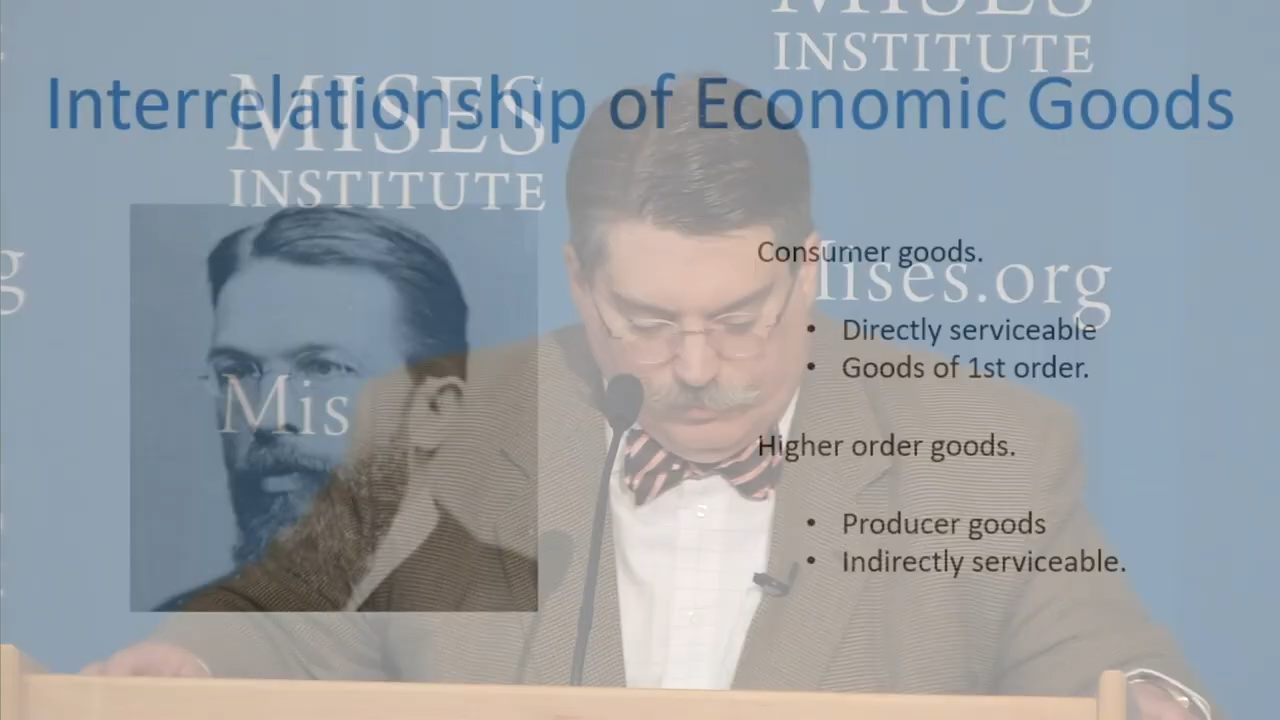 MISES
INSTITUTE
Interrelationship of Economic Goods
MISES
INSTITUTE
Consumer goods.
Mises.org
g
• Directly serviceable
• Goods of 1st order.
Mis
Higher order goods.
• Producer goods
• Indirectly serviceable.